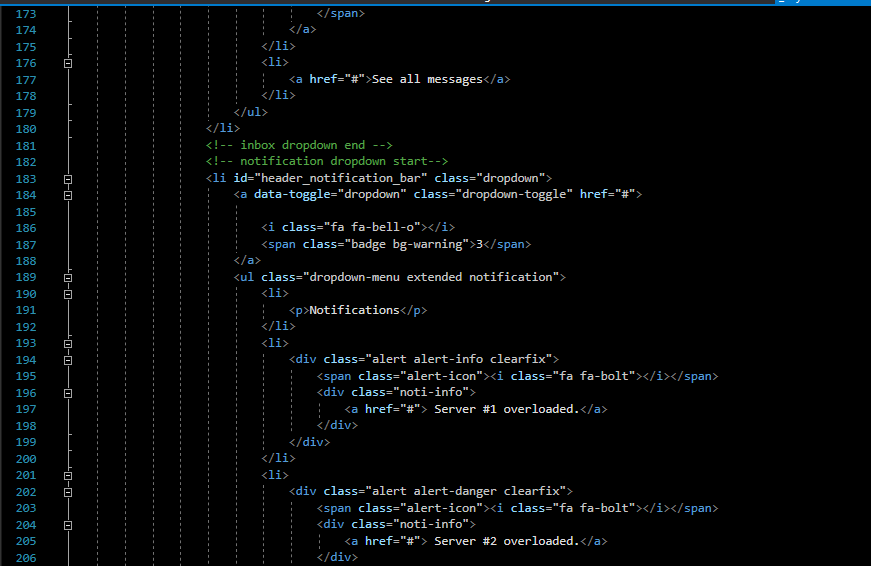 173 </span>
174 </a>
175 </li>
176 <li>
177 <a href="#">See all messages</a>
178 </li>
179 </ul>
180 </li>
181 <!-- inbox dropdown end -->
182 <!-- notification dropdown start-->
183 <li id="header_notification_bar" class="dropdown">
184 <a data-toggle="dropdown" class="dropdown-toggle" href="#">
185
186 <i class="fa fa-bell-o"></i>
187 <span class="badge bg-warning">3</span>
188 </a>
189 <ul class="dropdown-menu extended notification">
190 <li>
191 <p>Notifications</p>
192 </li>
193 <li>
194 <div class="alert alert-info clearfix">
195 <span class="alert-icon"><i class="fa fa-bolt"></i></span>
196 <div class="noti-info">
197 <a href="#"> Server #1 overloaded.</a>
198 </div>
199 </div>
200 </li>
201 <li>
202 <div class="alert alert-danger clearfix">
203 <span class="alert-icon"><i class="fa fa-bolt"></i></span>
204 <div class="noti-info">
205 <a href="#"> Server #2 overloaded.</a>
206 </div>